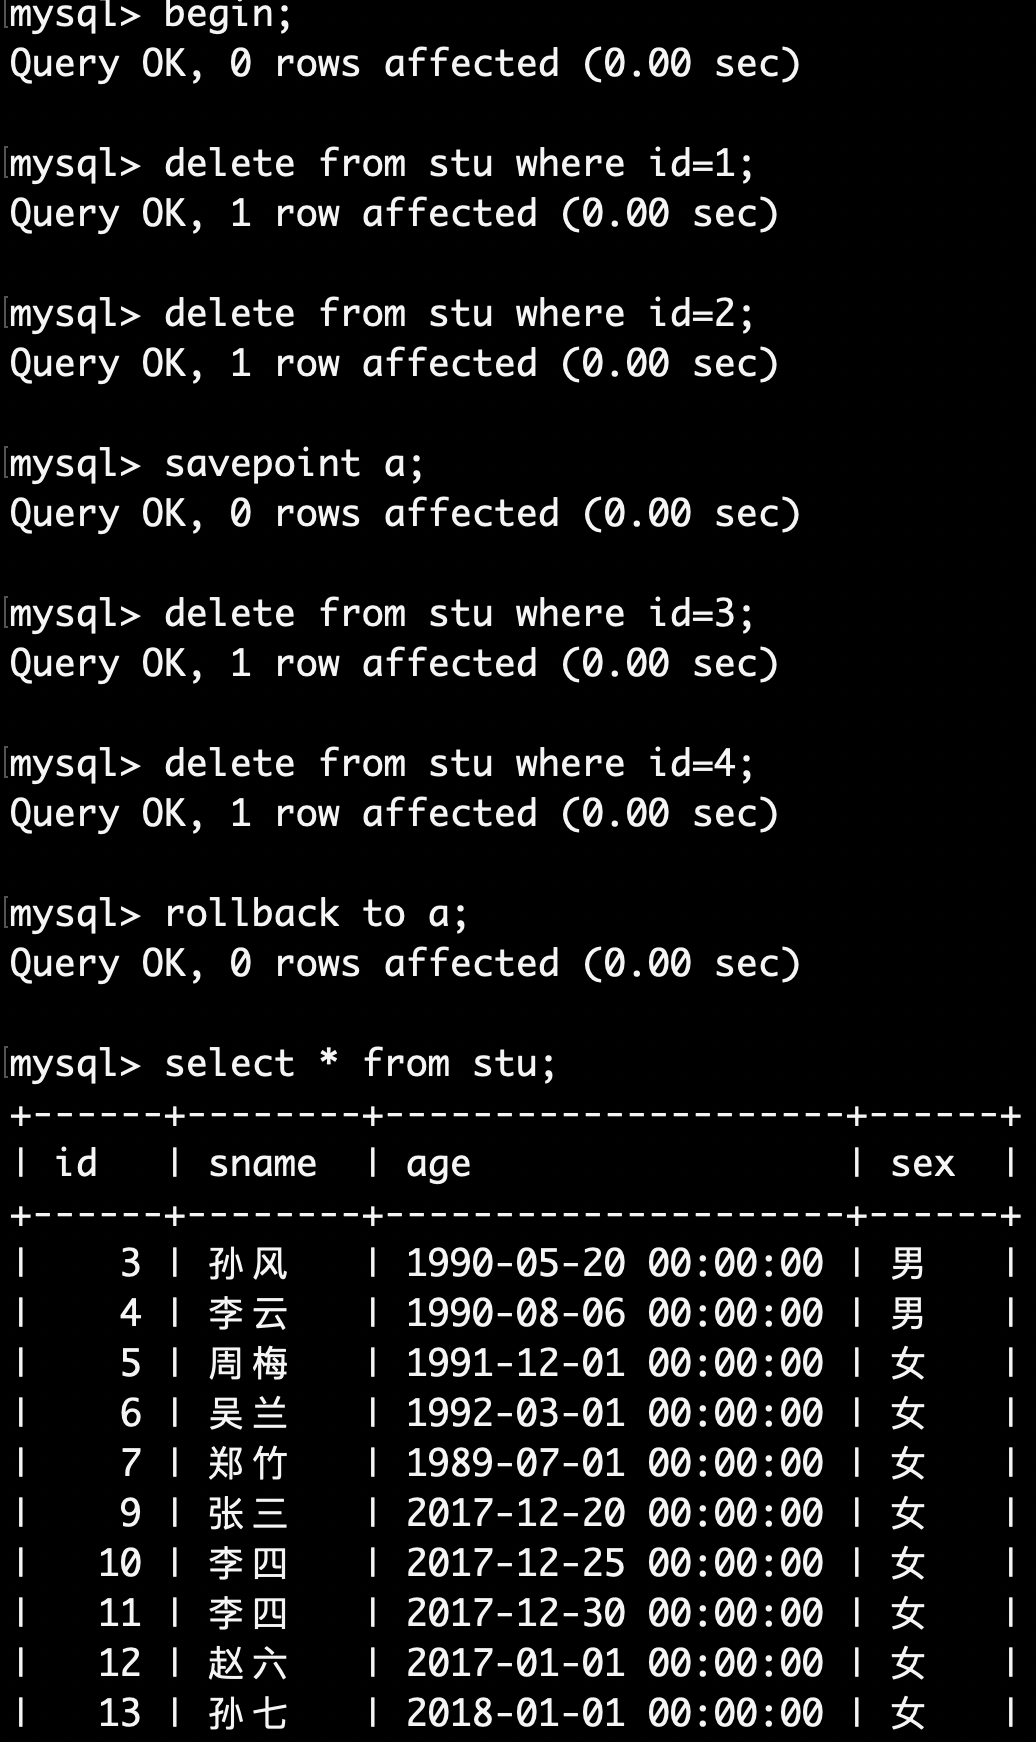 mysql> begin;
Query OK, 0 rows affected (0.00 sec)
mysql> delete from stu where id=1;
Query OK, 1 row affected (0.00 sec)
mysql> delete from stu where id=2;
Query OK, 1 row affected (0.00 sec)
mysql> savepoint a;
Query OK, 0 rows affected (0.00 sec)
mysql> delete from stu where id=3;
Query OK, 1 row affected (0.00 sec)
mysql> delete from stu where id=4;
Query OK, 1 row affected (0.00 sec)
mysql> rollback to a;
Query OK, 0 rows affected (0.00 sec)
mysql> select * from stu;
+------+--------+---------------------+------+
| id   | sname  | age                 | sex  |
+------+--------+---------------------+------+
|    3 | 孙风   | 1990-05-20 00:00:00 | 男   |
|    4 | 李云   | 1990-08-06 00:00:00 | 男   |
|    5 | 周梅   | 1991-12-01 00:00:00 | 女   |
|    6 | 吴兰   | 1992-03-01 00:00:00 | 女   |
|    7 | 郑竹   | 1989-07-01 00:00:00 | 女   |
|    9 | 张三   | 2017-12-20 00:00:00 | 女   |
|   10 | 李四   | 2017-12-25 00:00:00 | 女   |
|   11 | 李四   | 2017-12-30 00:00:00 | 女   |
|   12 | 赵六   | 2017-01-01 00:00:00 | 女   |
|   13 | 孙七   | 2018-01-01 00:00:00 | 女   |